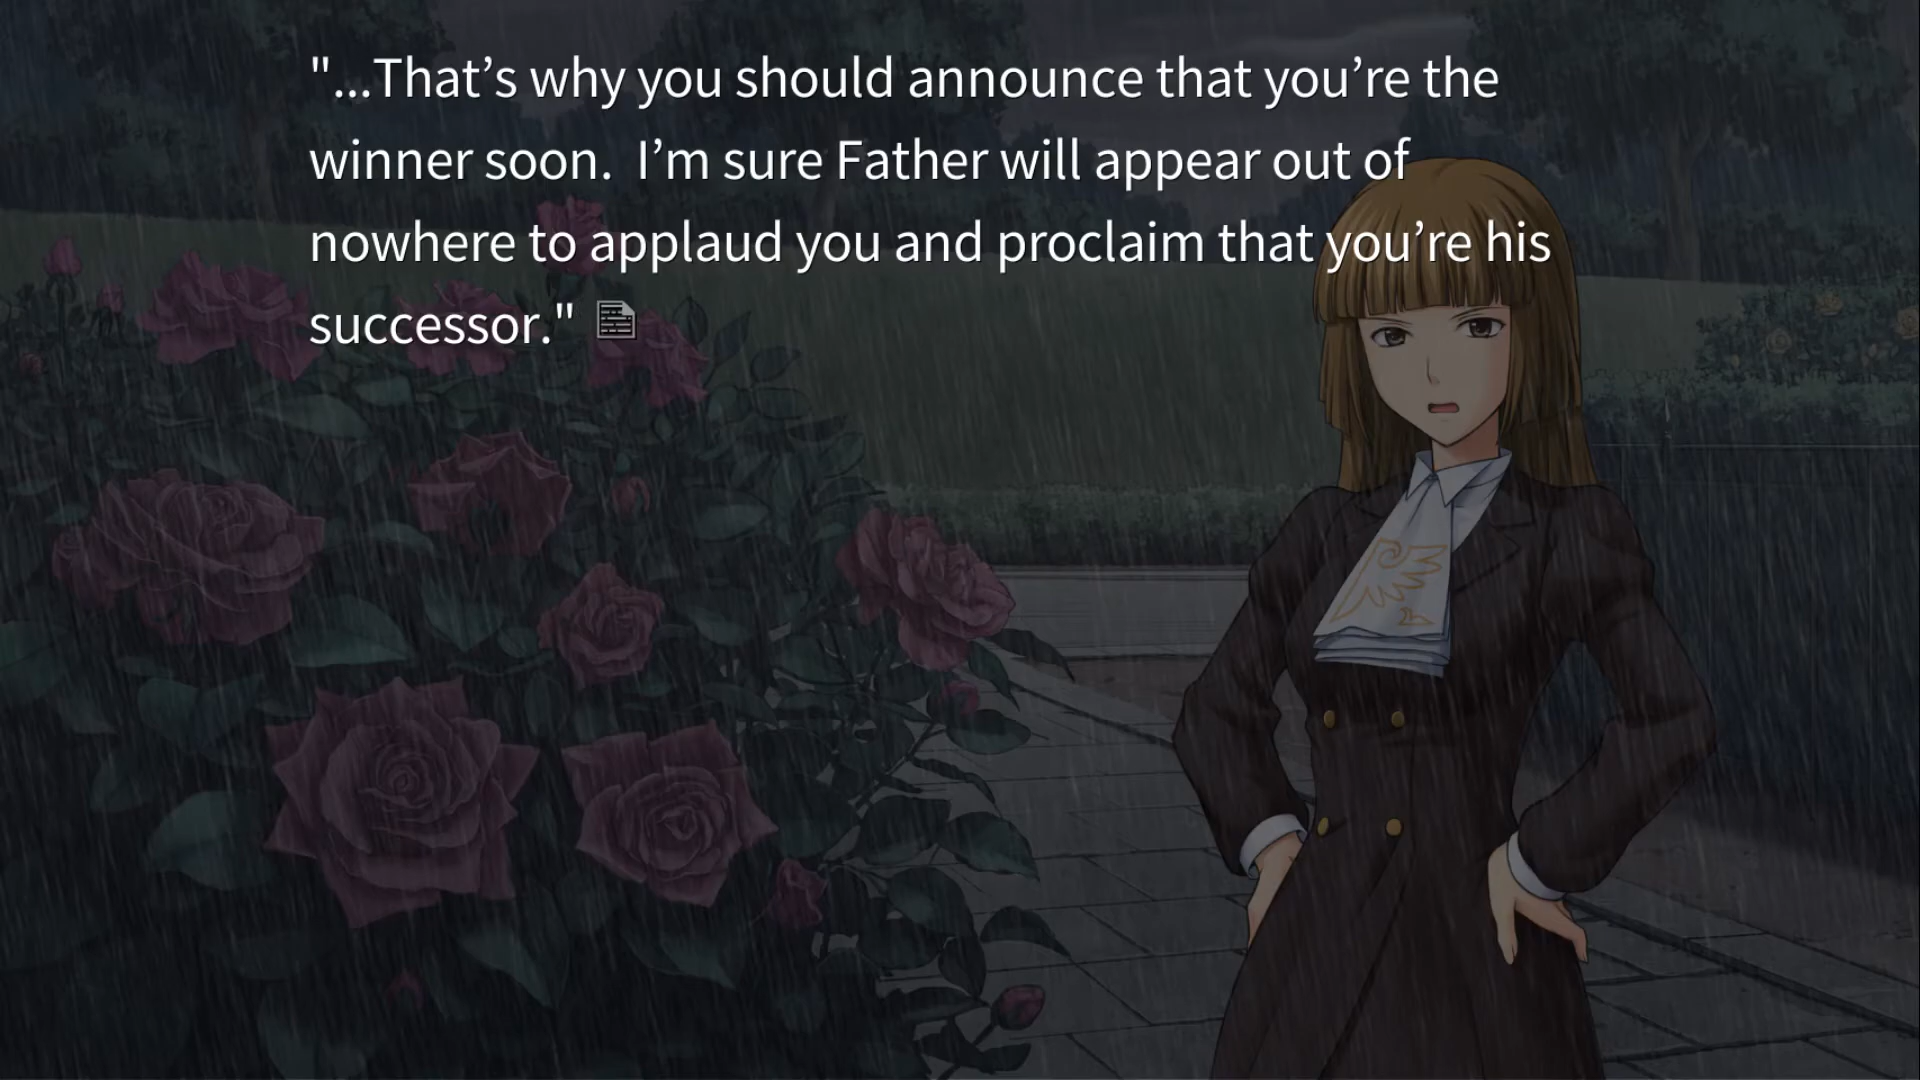 "...That’s why you should announce that you’re the
winner soon.  I’m sure Father will appear out of
nowhere to applaud you and proclaim that you’re his
successor."